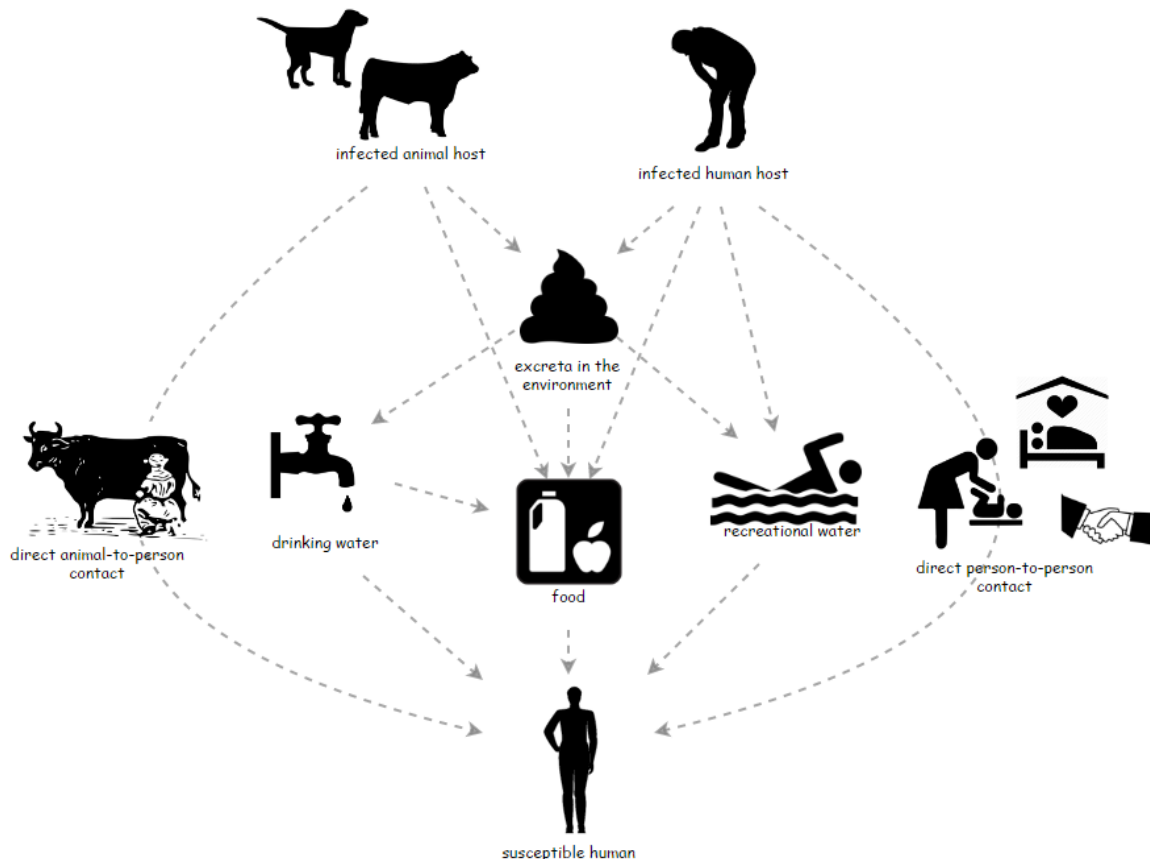 infected animal host
infected human host
excreta in the
environment
direct animal-to-person
contact
drinking water
food
recreational water
direct person-to-person
contact
susceptible human